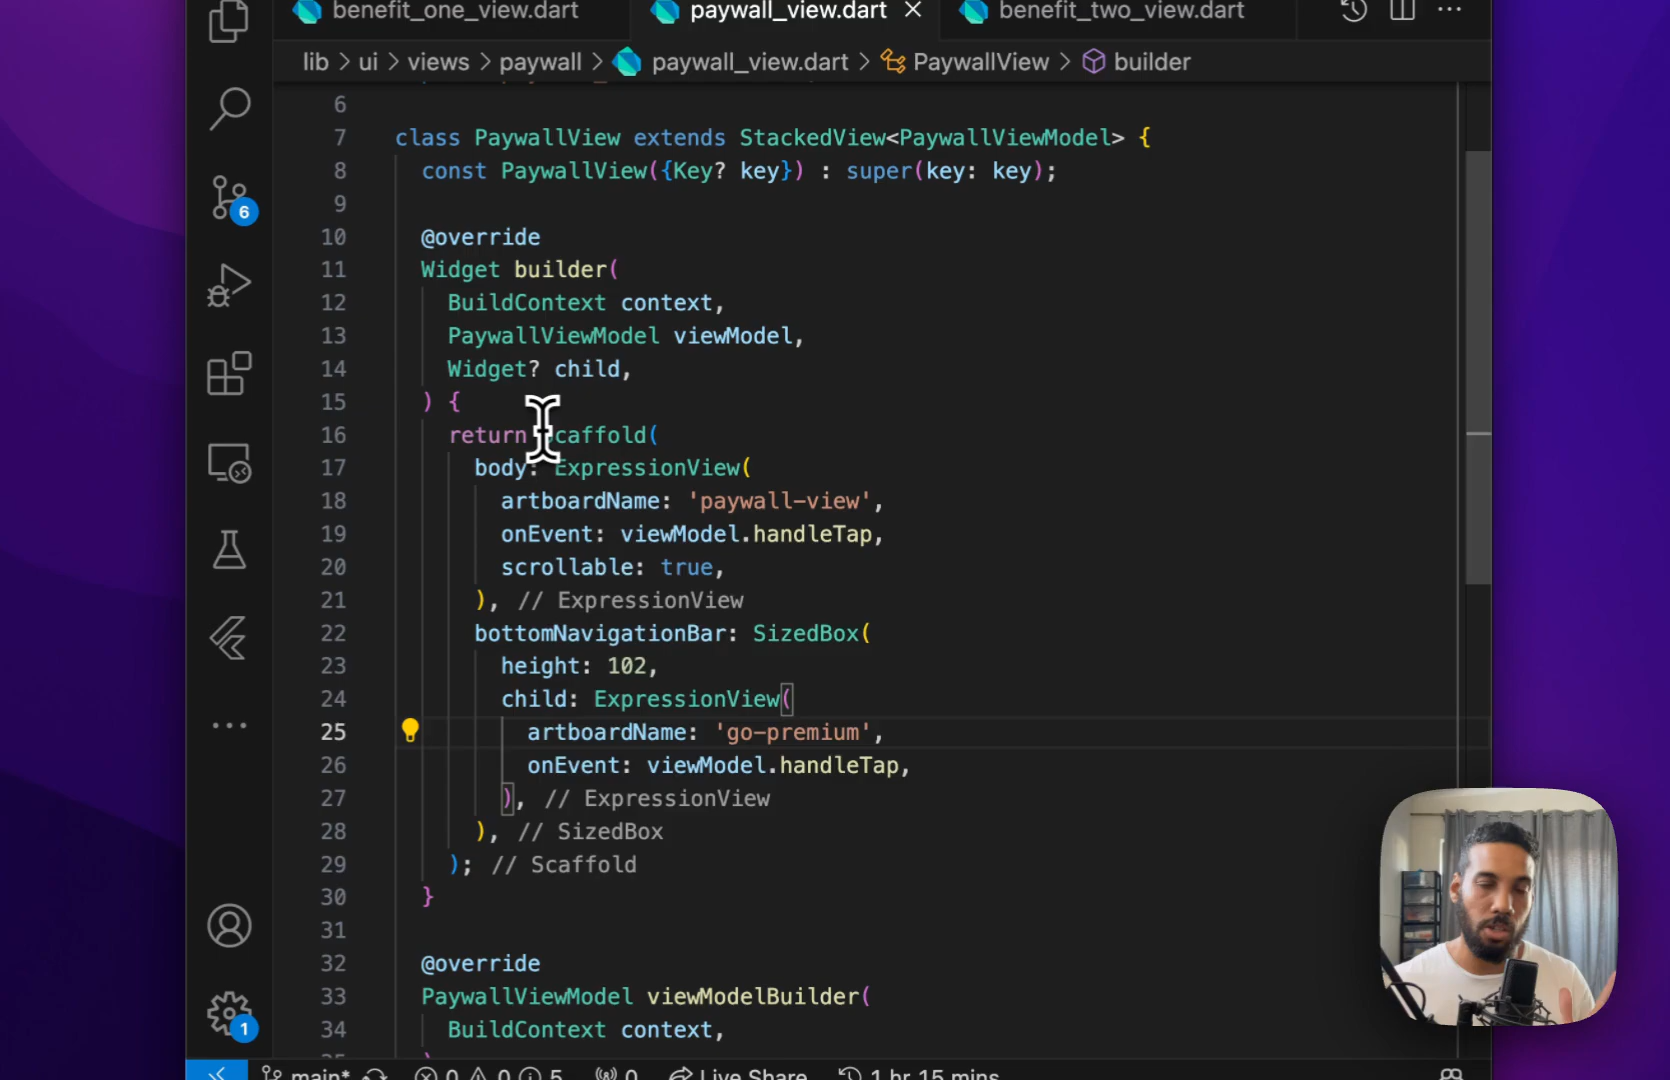 benefit_one_view.dart paywall_view.dart benefit_two_view.dart
lib > ui > views > paywall > paywall_view.dart > PaywallView > builder
6
7 class PaywallView extends StackedView<PaywallViewModel> {
8 const PaywallView({Key? key}) : super(key: key);
9
10 @override
11 Widget builder(
12 BuildContext context,
13 PaywallViewModel viewModel,
14 Widget? child,
15 ) {
16 return Scaffold(
17 body: ExpressionView(
18 artboardName: 'paywall-view',
19 onEvent: viewModel.handleTap,
20 scrollable: true,
21 ), // ExpressionView
22 bottomNavigationBar: SizedBox(
23 height: 102,
24 child: ExpressionView(
25 artboardName: 'go-premium',
26 onEvent: viewModel.handleTap,
27 ), // ExpressionView
28 ), // SizedBox
29 ); // Scaffold
30 }
31
32 @override
33 PaywallViewModel viewModelBuilder(
34 BuildContext context,
6
1
main* 0 0 5 0 Live Share 1 hr 15 mins